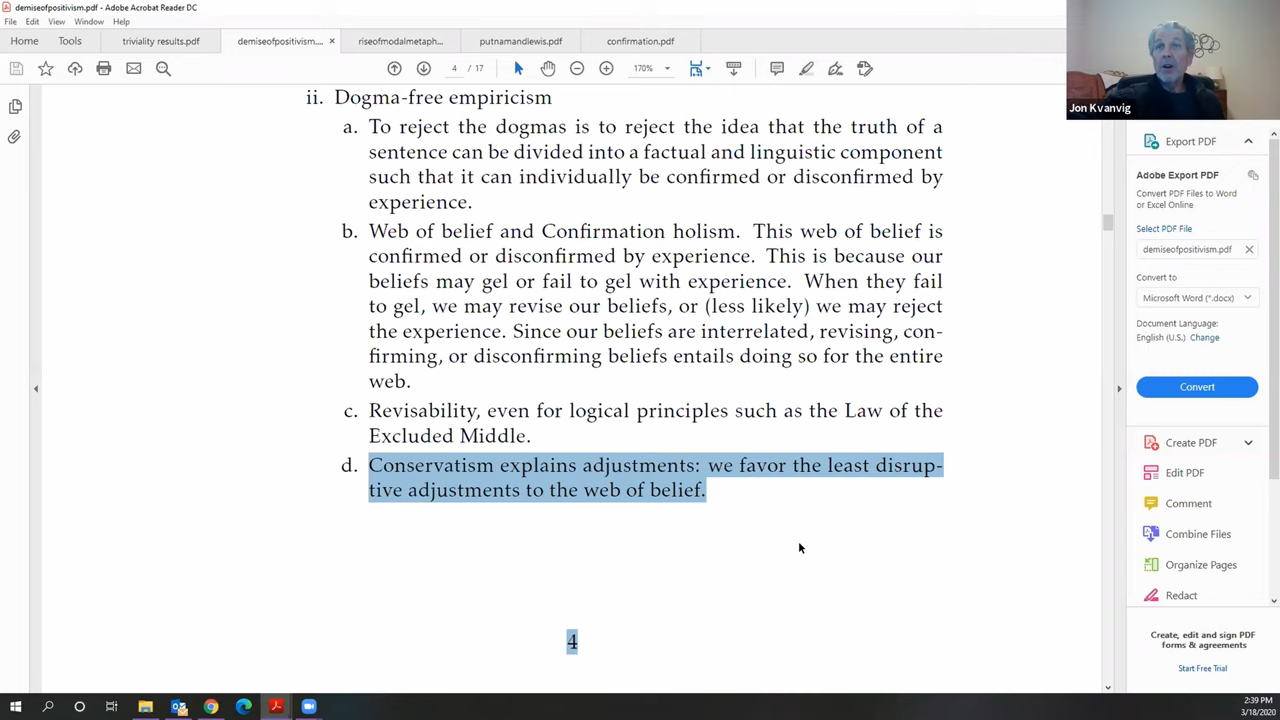 demiseofpositivism.pdf - Adobe Acrobat Reader DC
File Edit View Window Help
Home Tools triviality results.pdf demiseofpositivism.... × riseofmodalmetaph... putnamandlewis.pdf confirmation.pdf
4 / 17 170%
Jon Kvanvig
ii. Dogma-free empiricism
a. To reject the dogmas is to reject the idea that the truth of a
sentence can be divided into a factual and linguistic component
such that it can individually be confirmed or disconfirmed by
experience.
b. Web of belief and Confirmation holism. This web of belief is
confirmed or disconfirmed by experience. This is because our
beliefs may gel or fail to gel with experience. When they fail
to gel, we may revise our beliefs, or (less likely) we may reject
the experience. Since our beliefs are interrelated, revising, con-
firming, or disconfirming beliefs entails doing so for the entire
web.
c. Revisability, even for logical principles such as the Law of the
Excluded Middle.
d. Conservatism explains adjustments: we favor the least disrup-
tive adjustments to the web of belief.
4
Export PDF
Adobe Export PDF
Convert PDF Files to Word
or Excel Online
Select PDF File
demiseofpositivism.pdf
Convert to
Microsoft Word (*.docx)
Document Language:
English (U.S.) Change
Convert
Create PDF
Edit PDF
Comment
Combine Files
Organize Pages
Redact
Create, edit and sign PDF
forms & agreements
Start Free Trial
2:39 PM
3/18/2020